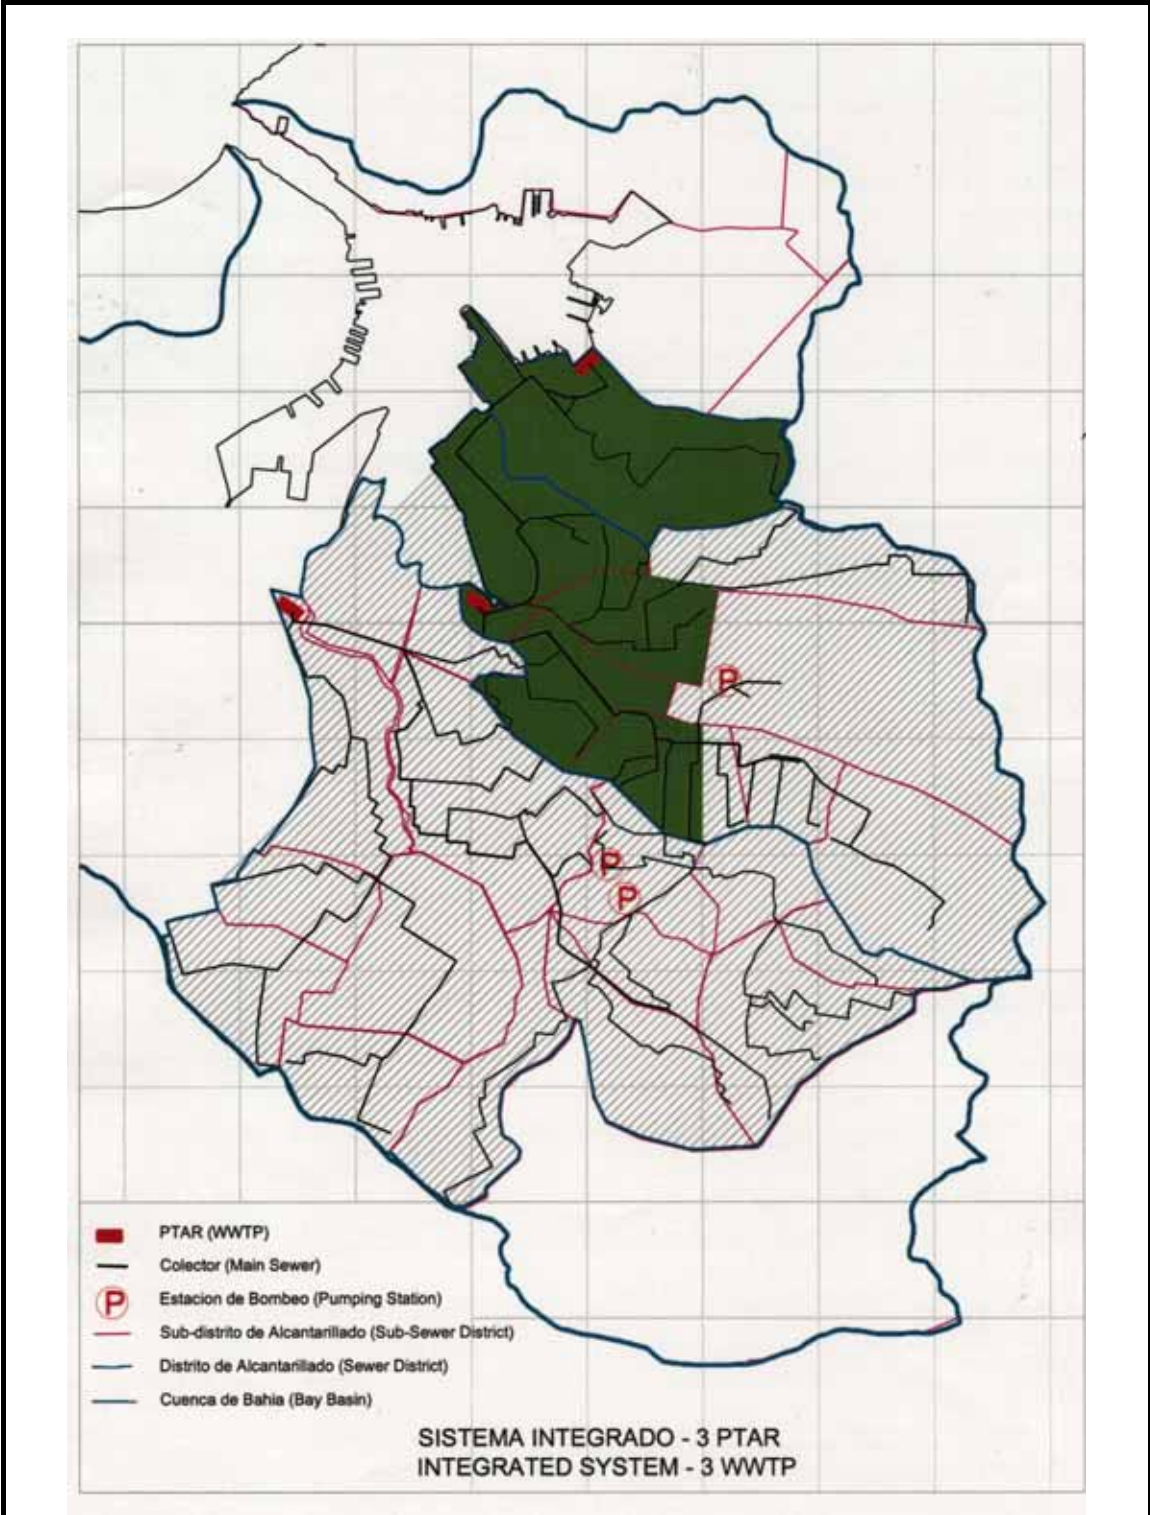 P
P
P
PTAR (WWTP)
Colector (Main Sewer)
P Estacion de Bombeo (Pumping Station)
Sub-distrito de Alcantarillado (Sub-Sewer District)
Distrito de Alcantarillado (Sewer District)
Cuenca de Bahia (Bay Basin)
SISTEMA INTEGRADO - 3 PTAR
INTEGRATED SYSTEM - 3 WWTP